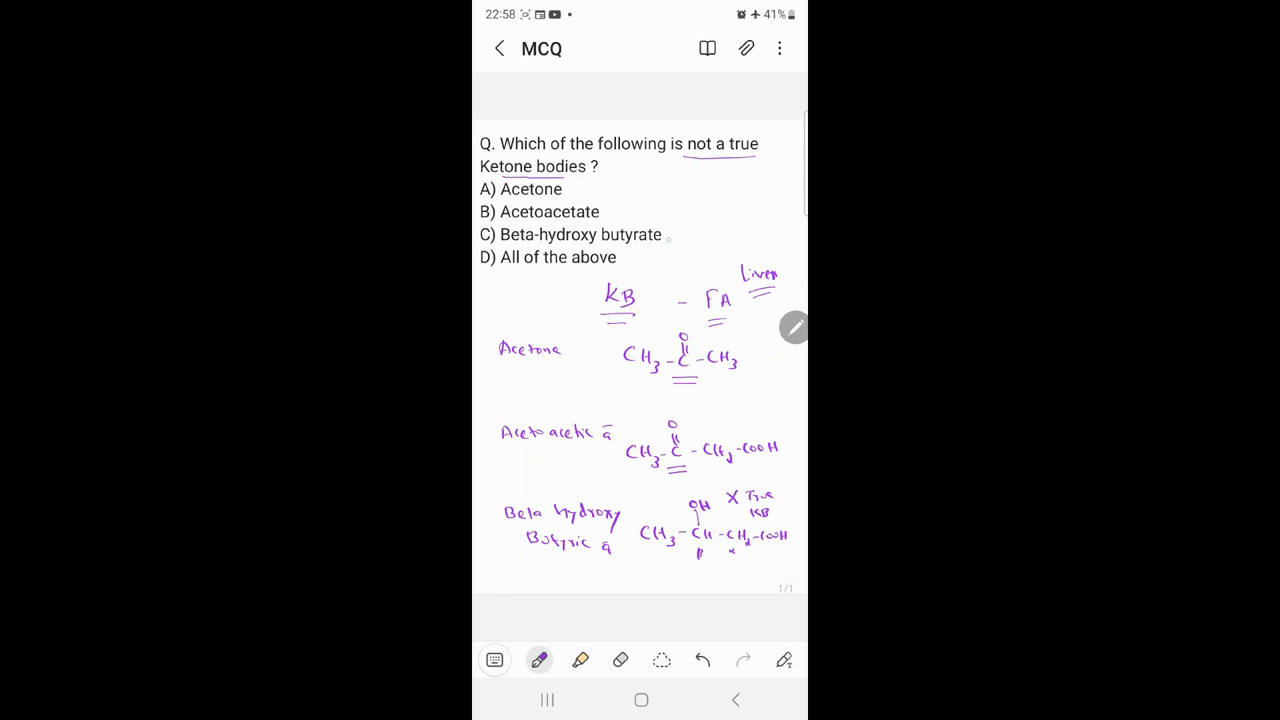 22:58 41%
MCQ
Q. Which of the following is not a true
Ketone bodies ?
A) Acetone
B) Acetoacetate
C) Beta-hydroxy butyrate
D) All of the above
Liver
KB - FA
O
Acetone CH3-C-CH3
O
Acetoacetic a CH3-C-CH2-COOH
OH X True
KB
Beta hydroxy CH3-CH-CH2-COOH
Butyric a β α
1/1